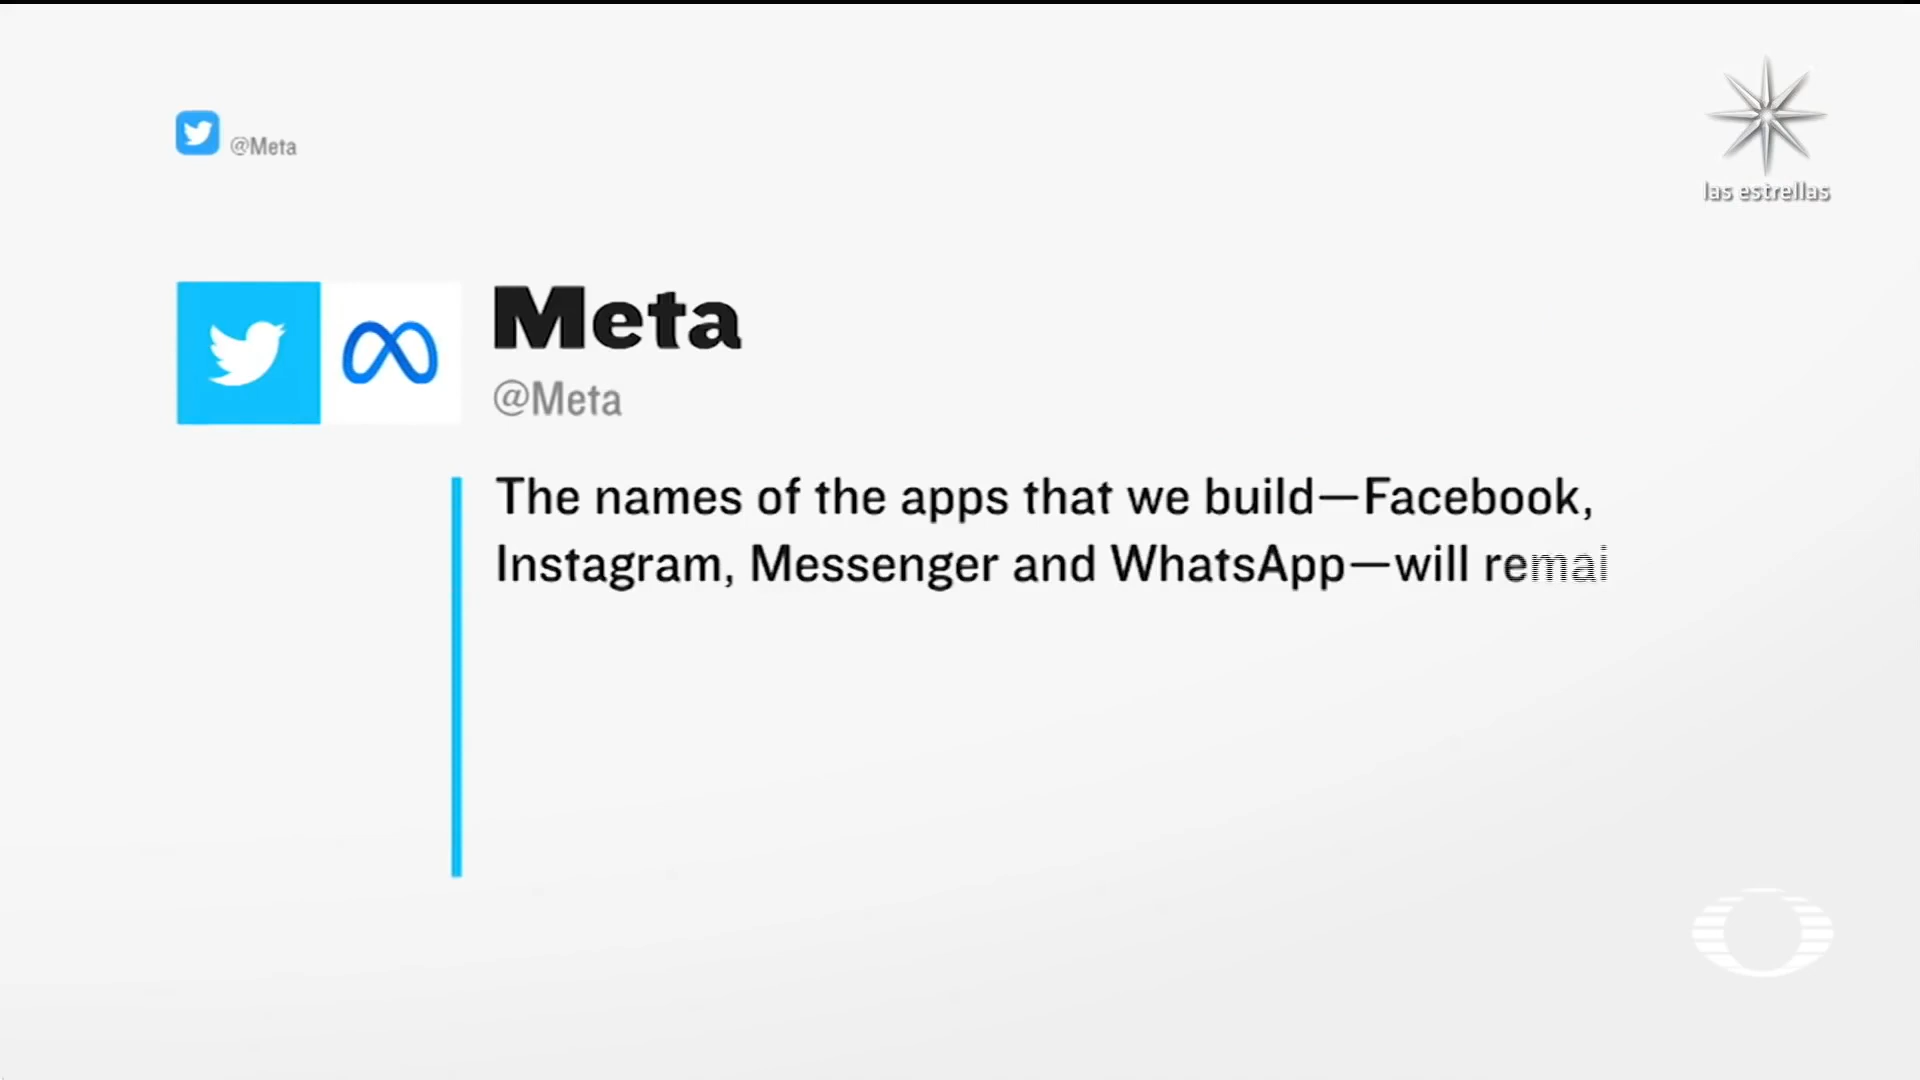 @Meta
las estrellas
Meta
@Meta
The names of the apps that we build—Facebook,
Instagram, Messenger and WhatsApp—will remai